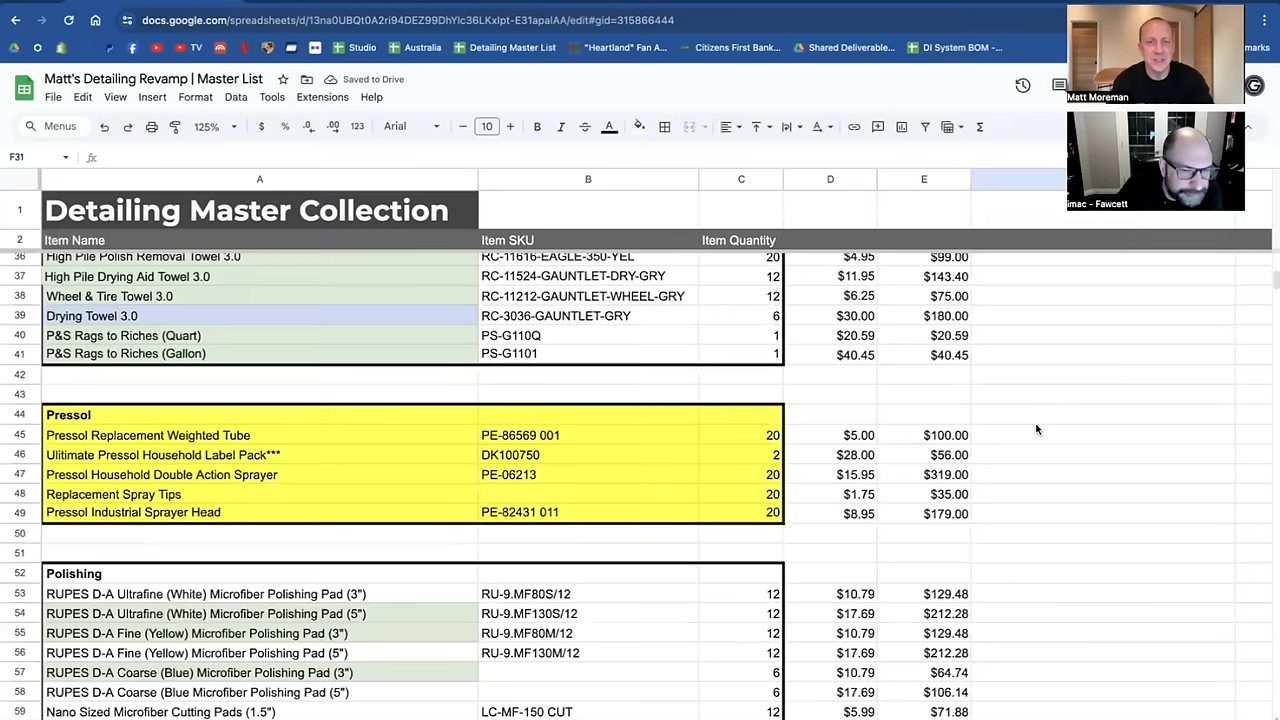 docs.google.com/spreadsheets/d/13na0UBQt0A2ri94DEZ99DhYlc36LKxIpt-E31apalAA/edit#gid=315866444
TV
Studio
Australia
Detailing Master List
"Heartland" Fan A...
Citizens First Bank...
Shared Deliverable...
DI System BOM -...
marks
Matt's Detailing Revamp | Master List
Saved to Drive
File Edit View Insert Format Data Tools Extensions Help
Menus 125% $ % .0 .00 123 Arial 10 B I A
Matt Moreman
imac - Fawcett
F31 fx
A B C D E
1 Detailing Master Collection
2 Item Name Item SKU Item Quantity
36 High Pile Polish Removal Towel 3.0 RC-11616-EAGLE-350-YEL 20 $4.95 $99.00
37 High Pile Drying Aid Towel 3.0 RC-11524-GAUNTLET-DRY-GRY 12 $11.95 $143.40
38 Wheel & Tire Towel 3.0 RC-11212-GAUNTLET-WHEEL-GRY 12 $6.25 $75.00
39 Drying Towel 3.0 RC-3036-GAUNTLET-GRY 6 $30.00 $180.00
40 P&S Rags to Riches (Quart) PS-G110Q 1 $20.59 $20.59
41 P&S Rags to Riches (Gallon) PS-G1101 1 $40.45 $40.45
42
43
44 Pressol
45 Pressol Replacement Weighted Tube PE-86569 001 20 $5.00 $100.00
46 Ulitimate Pressol Household Label Pack*** DK100750 2 $28.00 $56.00
47 Pressol Household Double Action Sprayer PE-06213 20 $15.95 $319.00
48 Replacement Spray Tips 20 $1.75 $35.00
49 Pressol Industrial Sprayer Head PE-82431 011 20 $8.95 $179.00
50
51
52 Polishing
53 RUPES D-A Ultrafine (White) Microfiber Polishing Pad (3") RU-9.MF80S/12 12 $10.79 $129.48
54 RUPES D-A Ultrafine (White) Microfiber Polishing Pad (5") RU-9.MF130S/12 12 $17.69 $212.28
55 RUPES D-A Fine (Yellow) Microfiber Polishing Pad (3") RU-9.MF80M/12 12 $10.79 $129.48
56 RUPES D-A Fine (Yellow) Microfiber Polishing Pad (5") RU-9.MF130M/12 12 $17.69 $212.28
57 RUPES D-A Coarse (Blue) Microfiber Polishing Pad (3") 6 $10.79 $64.74
58 RUPES D-A Coarse (Blue Microfiber Polishing Pad (5") 6 $17.69 $106.14
59 Nano Sized Microfiber Cutting Pads (1.5") LC-MF-150 CUT 12 $5.99 $71.88